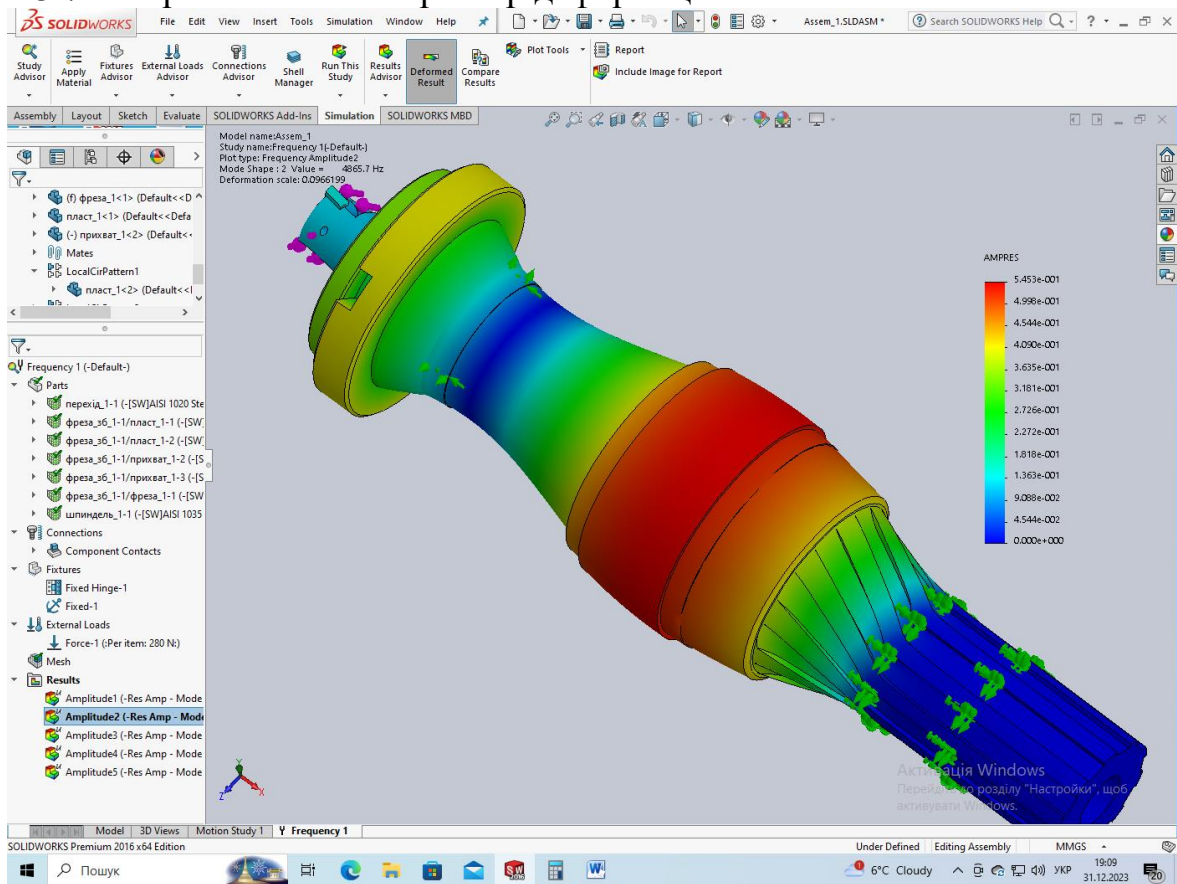 SOLIDWORKS File Edit View Insert Tools Simulation Window Help Assem_1.SLDASM * Search SOLIDWORKS Help
Study Advisor Apply Material Fixtures Advisor External Loads Advisor Connections Advisor Shell Manager Run This Study Results Advisor Deformed Result Compare Results Plot Tools Report
Include Image for Report
Assembly Layout Sketch Evaluate SOLIDWORKS Add-Ins Simulation SOLIDWORKS MBD
Model name:Assem_1
Study name:Frequency 1(-Default-)
Plot type: Frequency Amplitude2
Mode Shape : 2 Value = 4865.7 Hz
Deformation scale: 0.0966199
(f) фреза_1<1> (Default<<D
пласт_1<1> (Default<<Defa
(-) прихват_1<2> (Default<<
Mates
LocalCirPattern1
пласт_1<2> (Default<<I
Frequency 1 (-Default-)
Parts
перехід_1-1 (-[SW]AISI 1020 Ste
фреза_зб_1-1/пласт_1-1 (-[SW]
фреза_зб_1-1/пласт_1-2 (-[SW]
фреза_зб_1-1/прихват_1-2 (-[S
фреза_зб_1-1/прихват_1-3 (-[S
фреза_зб_1-1/фреза_1-1 (-[SW
шпиндель_1-1 (-[SW]AISI 1035
Connections
Component Contacts
Fixtures
Fixed Hinge-1
Fixed-1
External Loads
Force-1 (:Per item: 280 N:)
Mesh
Results
Amplitude1 (-Res Amp - Mode
Amplitude2 (-Res Amp - Mode
Amplitude3 (-Res Amp - Mode
Amplitude4 (-Res Amp - Mode
Amplitude5 (-Res Amp - Mode
AMPRES
5.453e-001
4.998e-001
4.544e-001
4.090e-001
3.635e-001
3.181e-001
2.726e-001
2.272e-001
1.818e-001
1.363e-001
9.088e-002
4.544e-002
0.000e+000
Y X Z
Активація Windows
Перейдіть до розділу "Настройки", щоб
активувати Windows.
Model 3D Views Motion Study 1 Frequency 1
SOLIDWORKS Premium 2016 x64 Edition Under Defined Editing Assembly MMGS
Пошук 6°C Cloudy УКР 19:09
31.12.2023 20